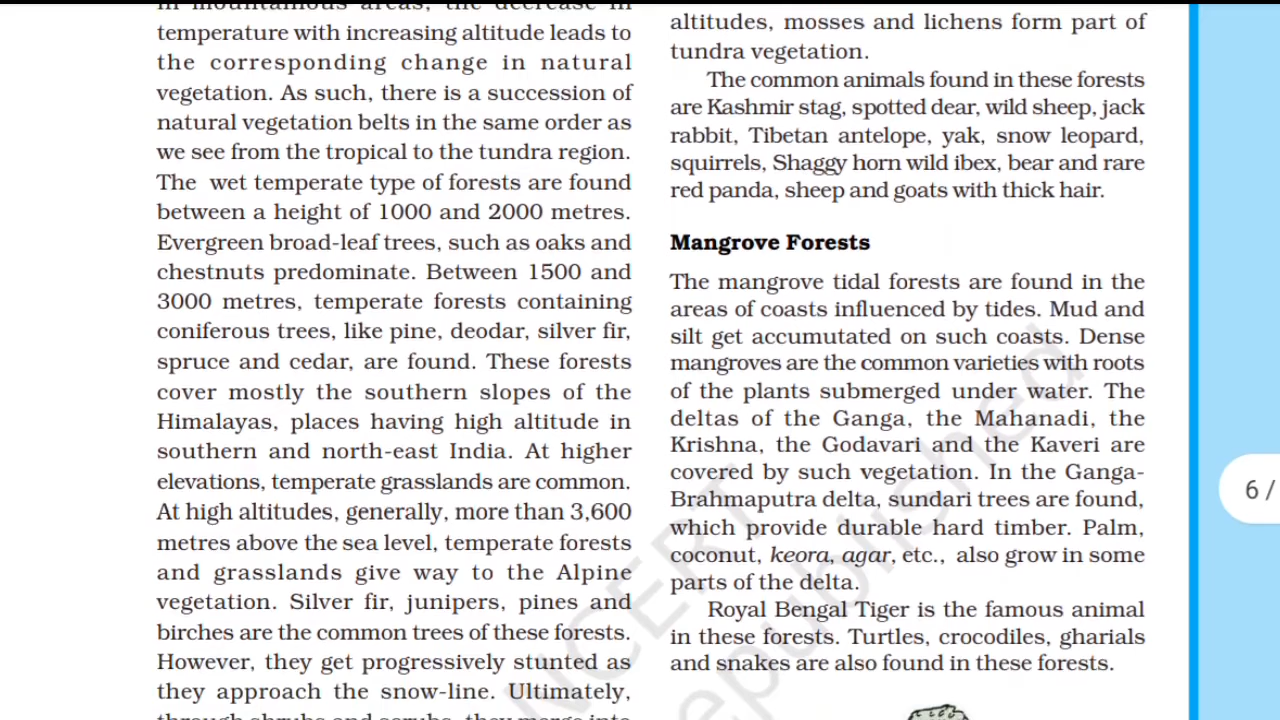 in mountainous areas, the decrease in
temperature with increasing altitude leads to
the corresponding change in natural
vegetation. As such, there is a succession of
natural vegetation belts in the same order as
we see from the tropical to the tundra region.
The wet temperate type of forests are found
between a height of 1000 and 2000 metres.
Evergreen broad-leaf trees, such as oaks and
chestnuts predominate. Between 1500 and
3000 metres, temperate forests containing
coniferous trees, like pine, deodar, silver fir,
spruce and cedar, are found. These forests
cover mostly the southern slopes of the
Himalayas, places having high altitude in
southern and north-east India. At higher
elevations, temperate grasslands are common.
At high altitudes, generally, more than 3,600
metres above the sea level, temperate forests
and grasslands give way to the Alpine
vegetation. Silver fir, junipers, pines and
birches are the common trees of these forests.
However, they get progressively stunted as
they approach the snow-line. Ultimately,
through shrubs and scrubs, they merge into
altitudes, mosses and lichens form part of
tundra vegetation.
The common animals found in these forests
are Kashmir stag, spotted dear, wild sheep, jack
rabbit, Tibetan antelope, yak, snow leopard,
squirrels, Shaggy horn wild ibex, bear and rare
red panda, sheep and goats with thick hair.
Mangrove Forests
The mangrove tidal forests are found in the
areas of coasts influenced by tides. Mud and
silt get accumutated on such coasts. Dense
mangroves are the common varieties with roots
of the plants submerged under water. The
deltas of the Ganga, the Mahanadi, the
Krishna, the Godavari and the Kaveri are
covered by such vegetation. In the Ganga-
Brahmaputra delta, sundari trees are found,
which provide durable hard timber. Palm,
coconut, keora, agar, etc., also grow in some
parts of the delta.
Royal Bengal Tiger is the famous animal
in these forests. Turtles, crocodiles, gharials
and snakes are also found in these forests.
6 /
NCERT
republished